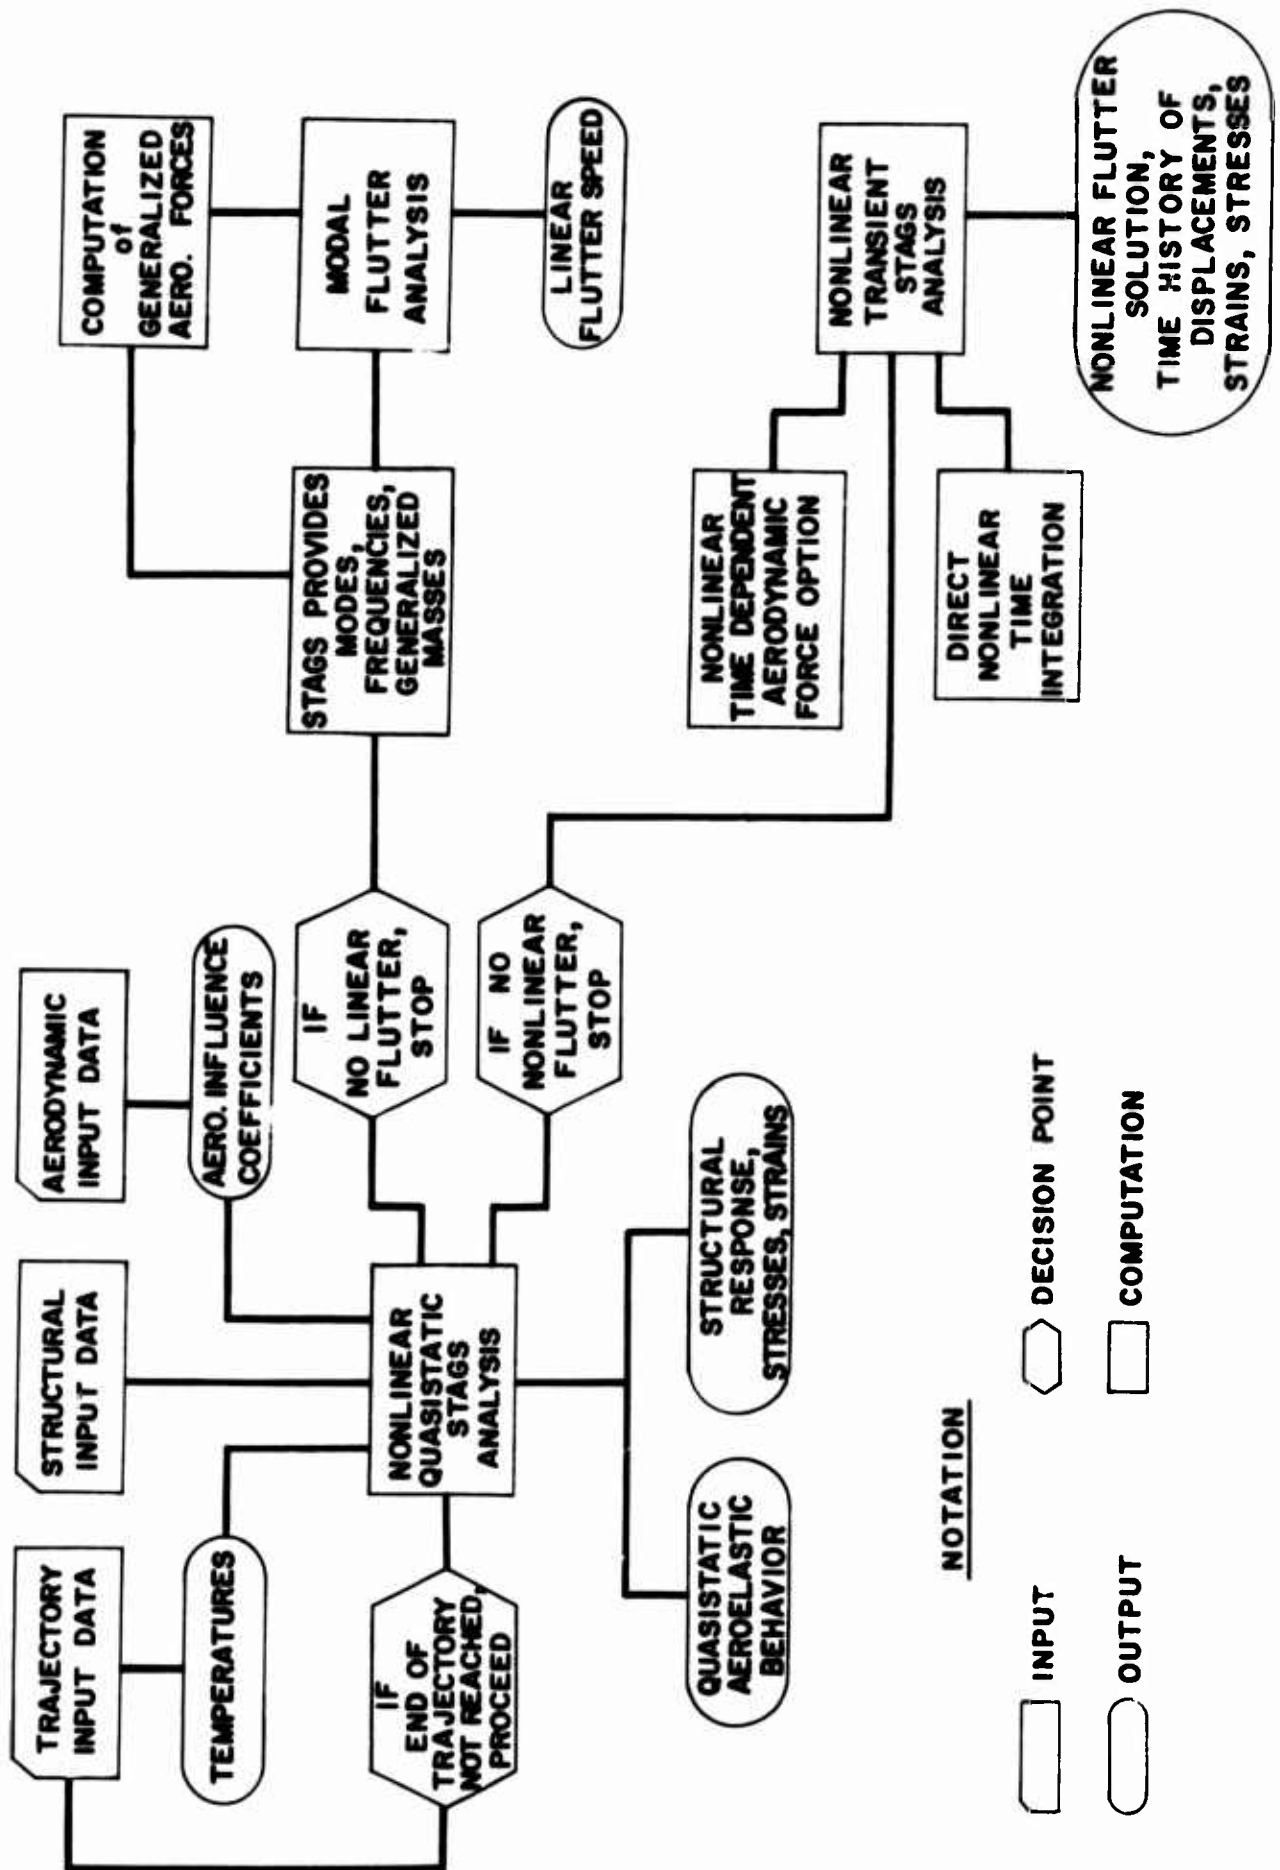 TRAJECTORY
INPUT DATA
STRUCTURAL
INPUT DATA
AERODYNAMIC
INPUT DATA
TEMPERATURES
AERO. INFLUENCE
COEFFICIENTS
COMPUTATION
of
GENERALIZED
AERO. FORCES
IF
END OF
TRAJECTORY
NOT REACHED,
PROCEED
NONLINEAR
QUASISTATIC
STAGS
ANALYSIS
IF
NO LINEAR
FLUTTER,
STOP
STAGS PROVIDES
MODES,
FREQUENCIES,
GENERALIZED
MASSES
MODAL
FLUTTER
ANALYSIS
IF NO
NONLINEAR
FLUTTER,
STOP
LINEAR
FLUTTER SPEED
QUASISTATIC
AEROELASTIC
BEHAVIOR
STRUCTURAL
RESPONSE,
STRESSES, STRAINS
NONLINEAR
TIME DEPENDENT
AERODYNAMIC
FORCE OPTION
NONLINEAR
TRANSIENT
STAGS
ANALYSIS
DIRECT
NONLINEAR
TIME
INTEGRATION
NONLINEAR FLUTTER
SOLUTION,
TIME HISTORY OF
DISPLACEMENTS,
STRAINS, STRESSES
NOTATION
INPUT
DECISION POINT
OUTPUT
COMPUTATION